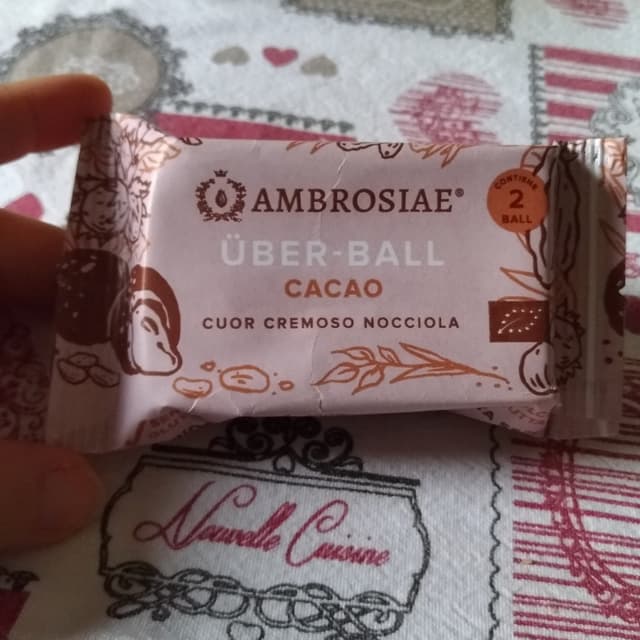 AMBROSIAE®
CONTIENE
2
BALL
ÜBER-BALL
CACAO
CUOR CREMOSO NOCCIOLA
Nouvelle Cuisine